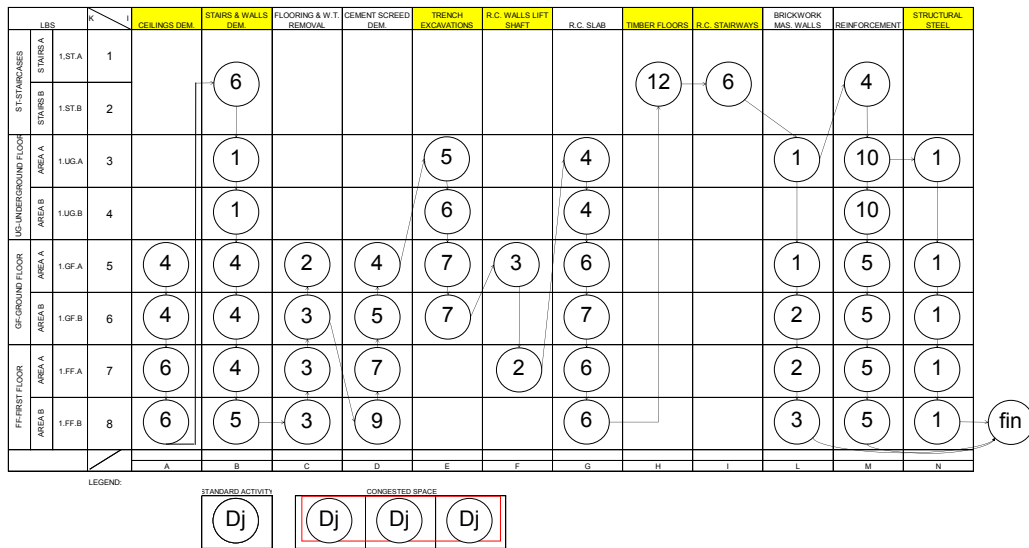 LBS K I CEILINGS DEM. STAIRS & WALLS DEM. FLOORING & W.T. REMOVAL CEMENT SCREED DEM. TRENCH EXCAVATIONS R.C. WALLS LIFT SHAFT R.C. SLAB TIMBER FLOORS R.C. STAIRWAYS BRICKWORK MAS. WALLS REINFORCEMENT STRUCTURAL STEEL
ST-STAIRCASES
STAIRS A 1,ST.A 1
6 12 6 4
STAIRS B 1.ST.B 2
UG-UNDERGROUND FLOOR
AREA A 1.UG.A 3 1 5 4 1 10 1
AREA B 1.UG.B 4 1 6 4 10
GF-GROUND FLOOR
AREA A 1.GF.A 5 4 4 2 4 7 3 6 1 5 1
AREA B 1.GF.B 6 4 4 3 5 7 7 2 5 1
FF-FIRST FLOOR
AREA A 1.FF.A 7 6 4 3 7 2 6 2 5 1
AREA B 1.FF.B 8 6 5 3 9 6 3 5 1 fin
A B C D E F G H I L M N
LEGEND:
STANDARD ACTIVITY CONGESTED SPACE
Dj Dj Dj Dj